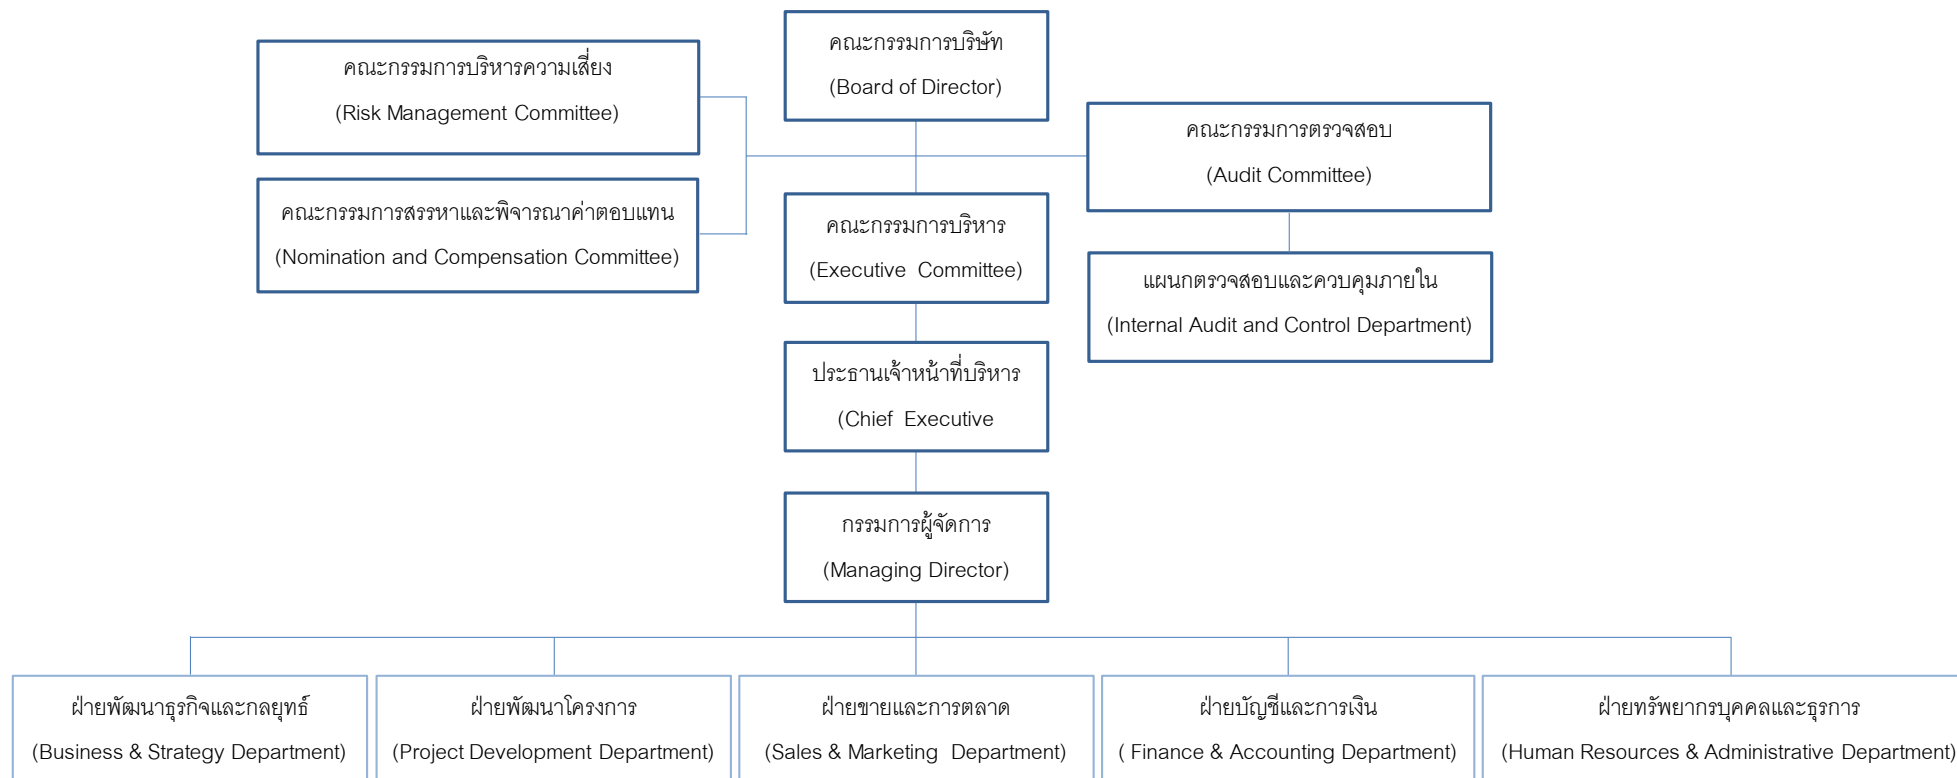 คณะกรรมการบริษัท
(Board of Director)
คณะกรรมการบริหารความเสี่ยง
(Risk Management Committee)
คณะกรรมการตรวจสอบ
(Audit Committee)
คณะกรรมการสรรหาและพิจารณาค่าตอบแทน
(Nomination and Compensation Committee)
คณะกรรมการบริหาร
(Executive Committee)
แผนกตรวจสอบและควบคุมภายใน
(Internal Audit and Control Department)
ประธานเจ้าหน้าที่บริหาร
(Chief Executive
กรรมการผู้จัดการ
(Managing Director)
ฝ่ายพัฒนาธุรกิจและกลยุทธ์
(Business & Strategy Department)
ฝ่ายพัฒนาโครงการ
(Project Development Department)
ฝ่ายขายและการตลาด
(Sales & Marketing Department)
ฝ่ายบัญชีและการเงิน
( Finance & Accounting Department)
ฝ่ายทรัพยากรบุคคลและธุรการ
(Human Resources & Administrative Department)